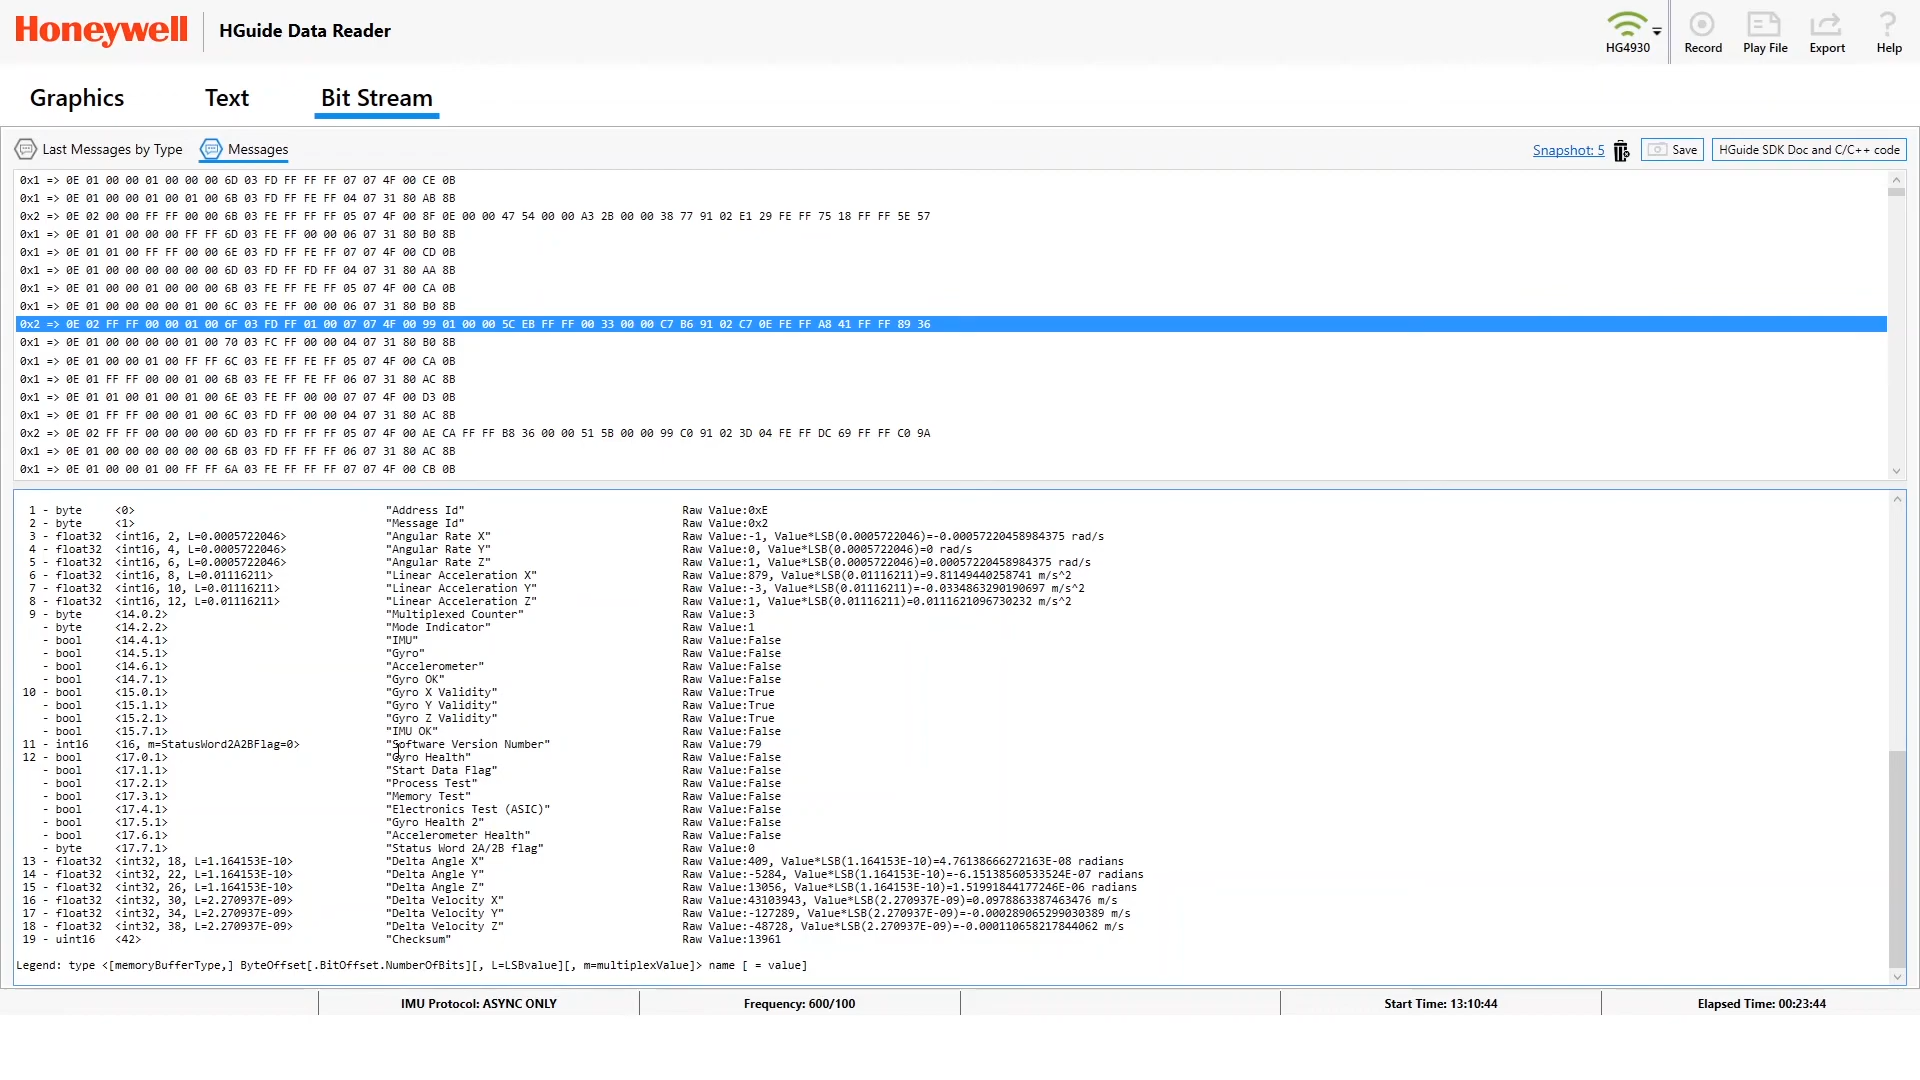 Honeywell HGuide Data Reader HG4930 Record Play File Export Help
Graphics Text Bit Stream
Last Messages by Type Messages Snapshot: 5 Save HGuide SDK Doc and C/C++ code
0x1 => 0E 01 00 00 01 00 00 00 6D 03 FD FF FF FF 07 07 4F 00 CE 0B
0x1 => 0E 01 00 00 01 00 01 00 6B 03 FD FF FE FF 04 07 31 80 AB 8B
0x2 => 0E 02 00 00 FF FF 00 00 6B 03 FE FF FF FF 05 07 4F 00 8F 0E 00 00 47 54 00 00 A3 2B 00 00 38 77 91 02 E1 29 FE FF 75 18 FF FF 5E 57
0x1 => 0E 01 01 00 00 00 FF FF 6D 03 FE FF 00 00 06 07 31 80 B0 8B
0x1 => 0E 01 01 00 FF FF 00 00 6E 03 FD FF FE FF 07 07 4F 00 CD 0B
0x1 => 0E 01 00 00 00 00 00 00 6D 03 FD FF FD FF 04 07 31 80 AA 8B
0x1 => 0E 01 00 00 01 00 00 00 6B 03 FE FF FE FF 05 07 4F 00 CA 0B
0x1 => 0E 01 00 00 00 00 01 00 6C 03 FE FF 00 00 06 07 31 80 B0 8B
0x2 => 0E 02 FF FF 00 00 01 00 6F 03 FD FF 01 00 07 07 4F 00 99 01 00 00 5C EB FF FF 00 33 00 00 C7 B6 91 02 C7 0E FE FF A8 41 FF FF 89 36
0x1 => 0E 01 00 00 00 00 01 00 70 03 FC FF 00 00 04 07 31 80 B0 8B
0x1 => 0E 01 00 00 01 00 FF FF 6C 03 FE FF FE FF 05 07 4F 00 CA 0B
0x1 => 0E 01 FF FF 00 00 01 00 6B 03 FE FF FE FF 06 07 31 80 AC 8B
0x1 => 0E 01 01 00 01 00 01 00 6E 03 FE FF 00 00 07 07 4F 00 D3 0B
0x1 => 0E 01 FF FF 00 00 01 00 6C 03 FD FF 00 00 04 07 31 80 AC 8B
0x2 => 0E 02 FF FF 00 00 00 00 6D 03 FD FF FF FF 05 07 4F 00 AE CA FF FF B8 36 00 00 51 5B 00 00 99 C0 91 02 3D 04 FE FF DC 69 FF FF C0 9A
0x1 => 0E 01 00 00 00 00 00 00 6B 03 FD FF FF FF 06 07 31 80 AC 8B
0x1 => 0E 01 00 00 01 00 FF FF 6A 03 FE FF FF FF 07 07 4F 00 CB 0B
1 - byte <0> "Address Id" Raw Value:0xE
2 - byte <1> "Message Id" Raw Value:0x2
3 - float32 <int16, 2, L=0.0005722046> "Angular Rate X" Raw Value:-1, Value*LSB(0.0005722046)=-0.00057220458984375 rad/s
4 - float32 <int16, 4, L=0.0005722046> "Angular Rate Y" Raw Value:0, Value*LSB(0.0005722046)=0 rad/s
5 - float32 <int16, 6, L=0.0005722046> "Angular Rate Z" Raw Value:1, Value*LSB(0.0005722046)=0.00057220458984375 rad/s
6 - float32 <int16, 8, L=0.01116211> "Linear Acceleration X" Raw Value:879, Value*LSB(0.01116211)=9.81149440258741 m/s^2
7 - float32 <int16, 10, L=0.01116211> "Linear Acceleration Y" Raw Value:-3, Value*LSB(0.01116211)=-0.0334863290190697 m/s^2
8 - float32 <int16, 12, L=0.01116211> "Linear Acceleration Z" Raw Value:1, Value*LSB(0.01116211)=0.0111621096730232 m/s^2
9 - byte <14.0.2> "Multiplexed Counter" Raw Value:3
- byte <14.2.2> "Mode Indicator" Raw Value:1
- bool <14.4.1> "IMU" Raw Value:False
- bool <14.5.1> "Gyro" Raw Value:False
- bool <14.6.1> "Accelerometer" Raw Value:False
- bool <14.7.1> "Gyro OK" Raw Value:False
10 - bool <15.0.1> "Gyro X Validity" Raw Value:True
- bool <15.1.1> "Gyro Y Validity" Raw Value:True
- bool <15.2.1> "Gyro Z Validity" Raw Value:True
- bool <15.7.1> "IMU OK" Raw Value:False
11 - int16 <16, m=StatusWord2A2BFlag=0> "Software Version Number" Raw Value:79
12 - bool <17.0.1> "Gyro Health" Raw Value:False
- bool <17.1.1> "Start Data Flag" Raw Value:False
- bool <17.2.1> "Process Test" Raw Value:False
- bool <17.3.1> "Memory Test" Raw Value:False
- bool <17.4.1> "Electronics Test (ASIC)" Raw Value:False
- bool <17.5.1> "Gyro Health 2" Raw Value:False
- bool <17.6.1> "Accelerometer Health" Raw Value:False
- byte <17.7.1> "Status Word 2A/2B flag" Raw Value:0
13 - float32 <int32, 18, L=1.164153E-10> "Delta Angle X" Raw Value:409, Value*LSB(1.164153E-10)=4.76138666272163E-08 radians
14 - float32 <int32, 22, L=1.164153E-10> "Delta Angle Y" Raw Value:-5284, Value*LSB(1.164153E-10)=-6.15138560533524E-07 radians
15 - float32 <int32, 26, L=1.164153E-10> "Delta Angle Z" Raw Value:13056, Value*LSB(1.164153E-10)=1.51991844177246E-06 radians
16 - float32 <int32, 30, L=2.270937E-09> "Delta Velocity X" Raw Value:43103943, Value*LSB(2.270937E-09)=0.0978863387463476 m/s
17 - float32 <int32, 34, L=2.270937E-09> "Delta Velocity Y" Raw Value:-127289, Value*LSB(2.270937E-09)=-0.000289065299030389 m/s
18 - float32 <int32, 38, L=2.270937E-09> "Delta Velocity Z" Raw Value:-48728, Value*LSB(2.270937E-09)=-0.000110658217844062 m/s
19 - uint16 <42> "Checksum" Raw Value:13961
Legend: type <[memoryBufferType,] ByteOffset[.BitOffset.NumberOfBits][, L=LSBvalue][, m=multiplexValue]> name [ = value]
IMU Protocol: ASYNC ONLY Frequency: 600/100 Start Time: 13:10:44 Elapsed Time: 00:23:44